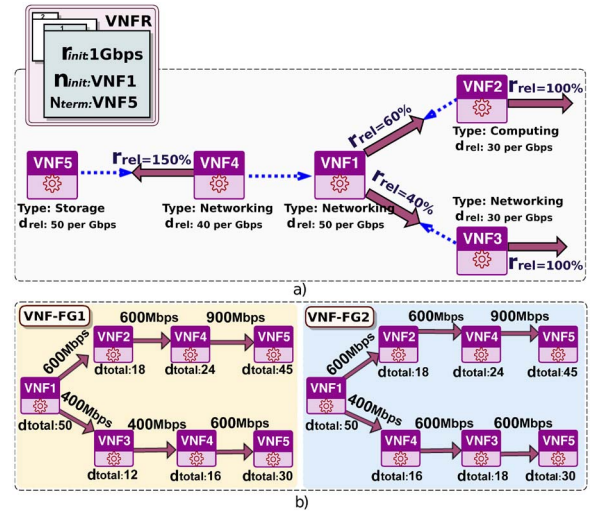 2
1
VNFR
rinit:1Gbps
ninit:VNF1
Nterm:VNF5
VNF5
Type: Storage
drel: 50 per Gbps
rrel=150%
VNF4
Type: Networking
drel: 40 per Gbps
VNF1
Type: Networking
drel: 50 per Gbps
rrel=60%
rrel=40%
VNF2
rrel=100%
Type: Computing
drel: 30 per Gbps
Type: Networking
drel: 30 per Gbps
VNF3
rrel=100%
a)
VNF-FG1
600Mbps
900Mbps
600Mbps
VNF2
VNF4
VNF5
dtotal:18
dtotal:24
dtotal:45
VNF1
dtotal:50
400Mbps
400Mbps
600Mbps
VNF3
VNF4
VNF5
dtotal:12
dtotal:16
dtotal:30
VNF-FG2
600Mbps
900Mbps
600Mbps
VNF2
VNF4
VNF5
dtotal:18
dtotal:24
dtotal:45
VNF1
dtotal:50
400Mbps
600Mbps
600Mbps
VNF4
VNF3
VNF5
dtotal:16
dtotal:18
dtotal:30
b)